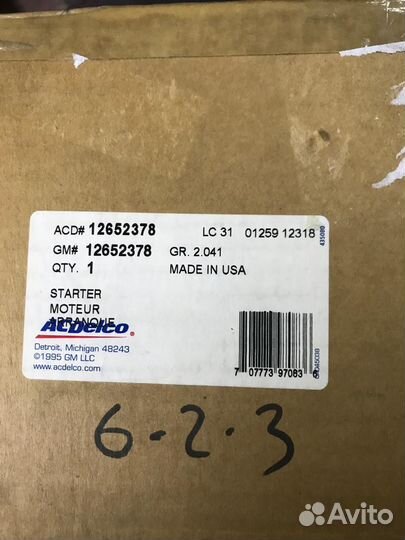 ACD# 12652378 LC 31 01259 12318
GM# 12652378 GR. 2.041
QTY. 1 MADE IN USA
STARTER
MOTEUR
ARRANQUE
ACDelco
Detroit, Michigan 48243
©1995 GM LLC
www.acdelco.com
7 07773 97083
6-2-3
Avito